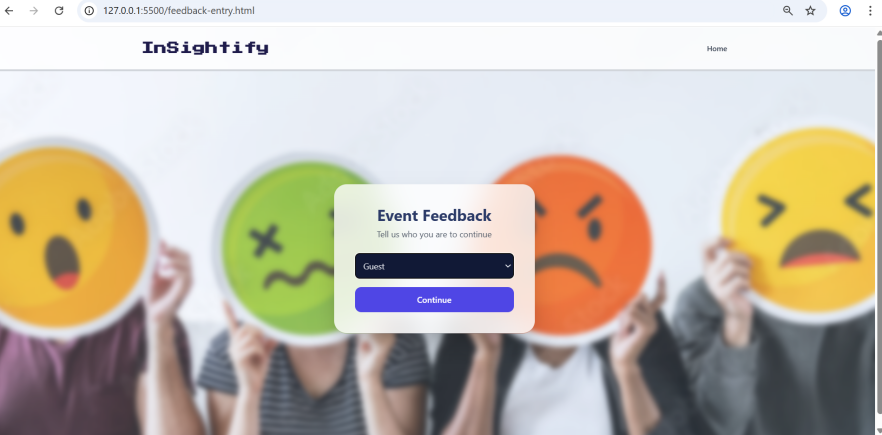 127.0.0.1:5500/feedback-entry.html
InSightify
Home
Event Feedback
Tell us who you are to continue
Guest
Continue